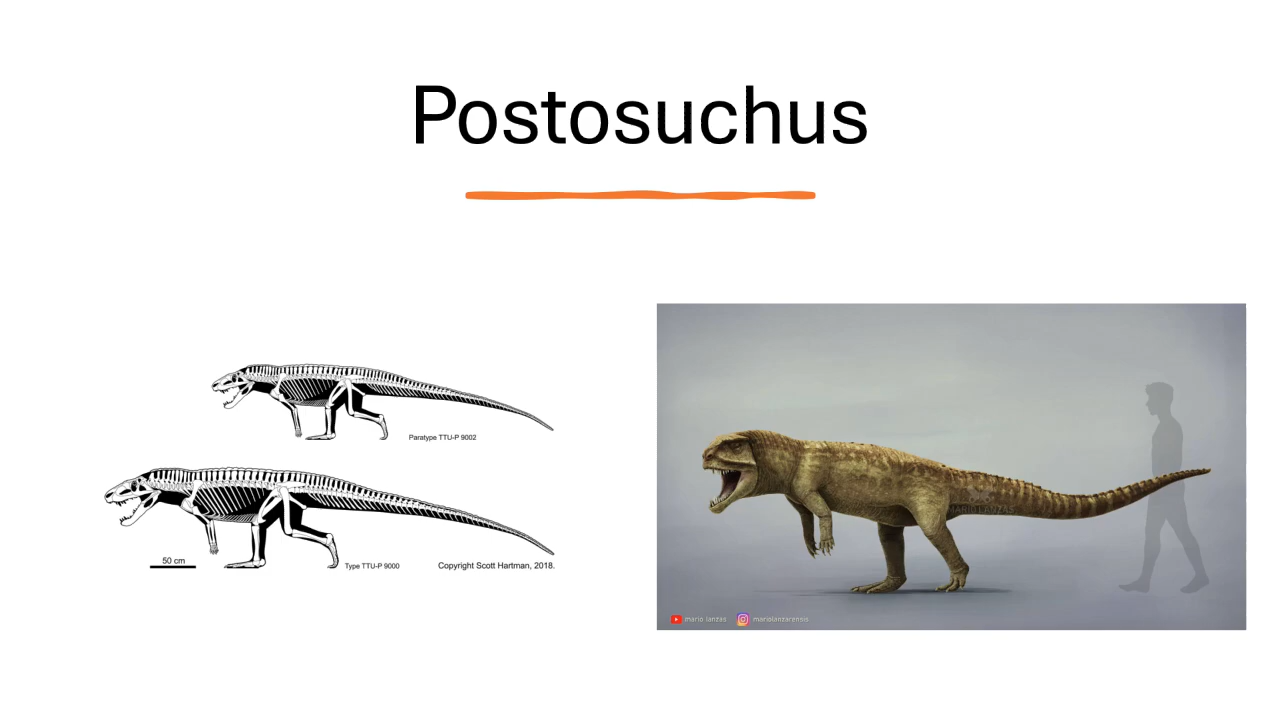 Postosuchus
Paratype TTU-P 9002
50 cm
Type TTU-P 9000
Copyright Scott Hartman, 2018.
MARIO LANZAS
mario lanzas
mariolanzarensis